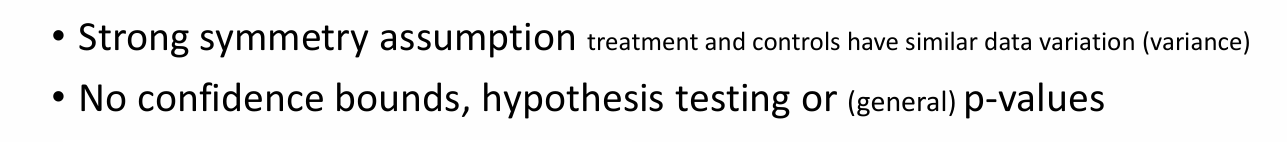 • Strong symmetry assumption treatment and controls have similar data variation (variance)
• No confidence bounds, hypothesis testing or (general) p-values